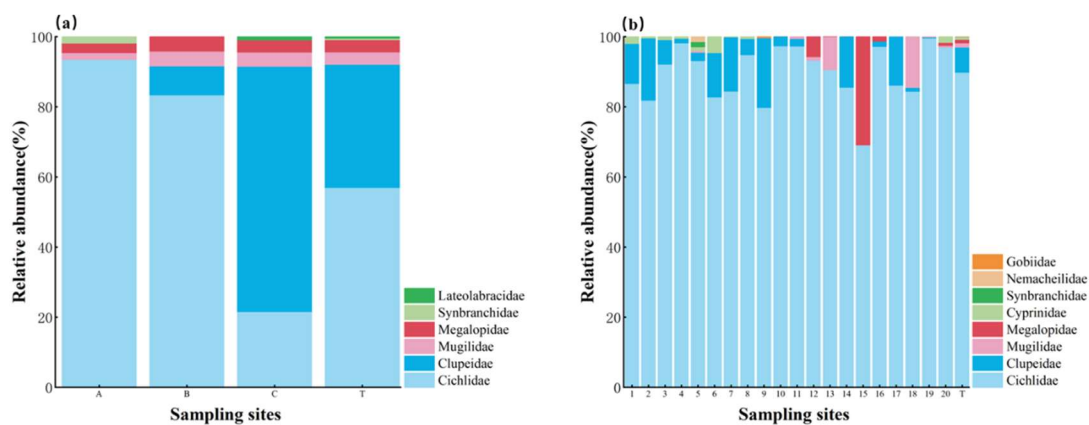 (a)
Relative abundance(%)
100
80
60
40
20
0
A B C T
Sampling sites
Lateolabracidae
Synbranchidae
Megalopidae
Mugilidae
Clupeidae
Cichlidae
(b)
Relative abundance(%)
100
80
60
40
20
0
1 2 3 4 5 6 7 8 9 10 11 12 13 14 15 16 17 18 19 20 T
Sampling sites
Gobiidae
Nemacheilidae
Synbranchidae
Cyprinidae
Megalopidae
Mugilidae
Clupeidae
Cichlidae